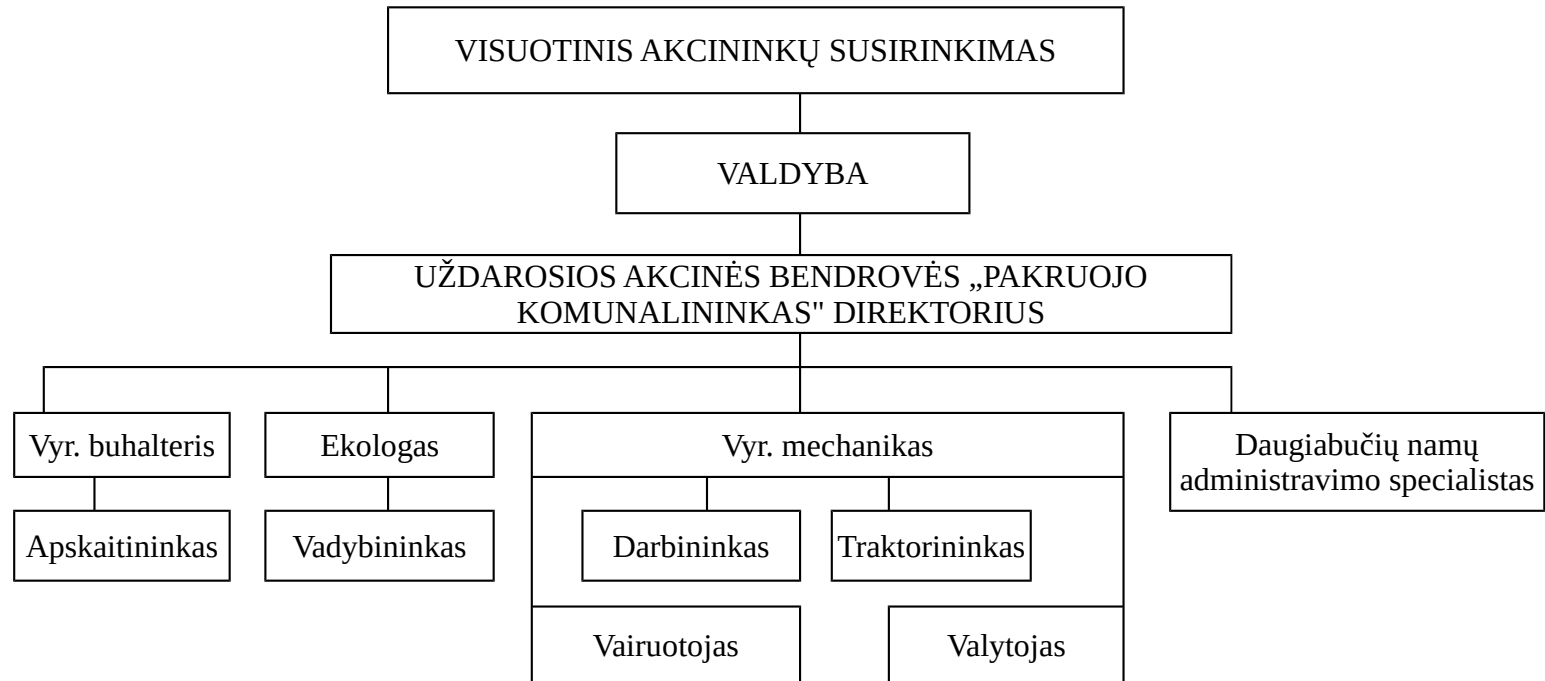 VISUOTINIS AKCININKŲ SUSIRINKIMAS
VALDYBA
UŽDAROSIOS AKCINĖS BENDROVĖS „PAKRUOJO
KOMUNALININKAS" DIREKTORIUS
Vyr. buhalteris
Ekologas
Vyr. mechanikas
Daugiabučių namų
administravimo specialistas
Apskaitininkas
Vadybininkas
Darbininkas
Traktorininkas
Vairuotojas
Valytojas